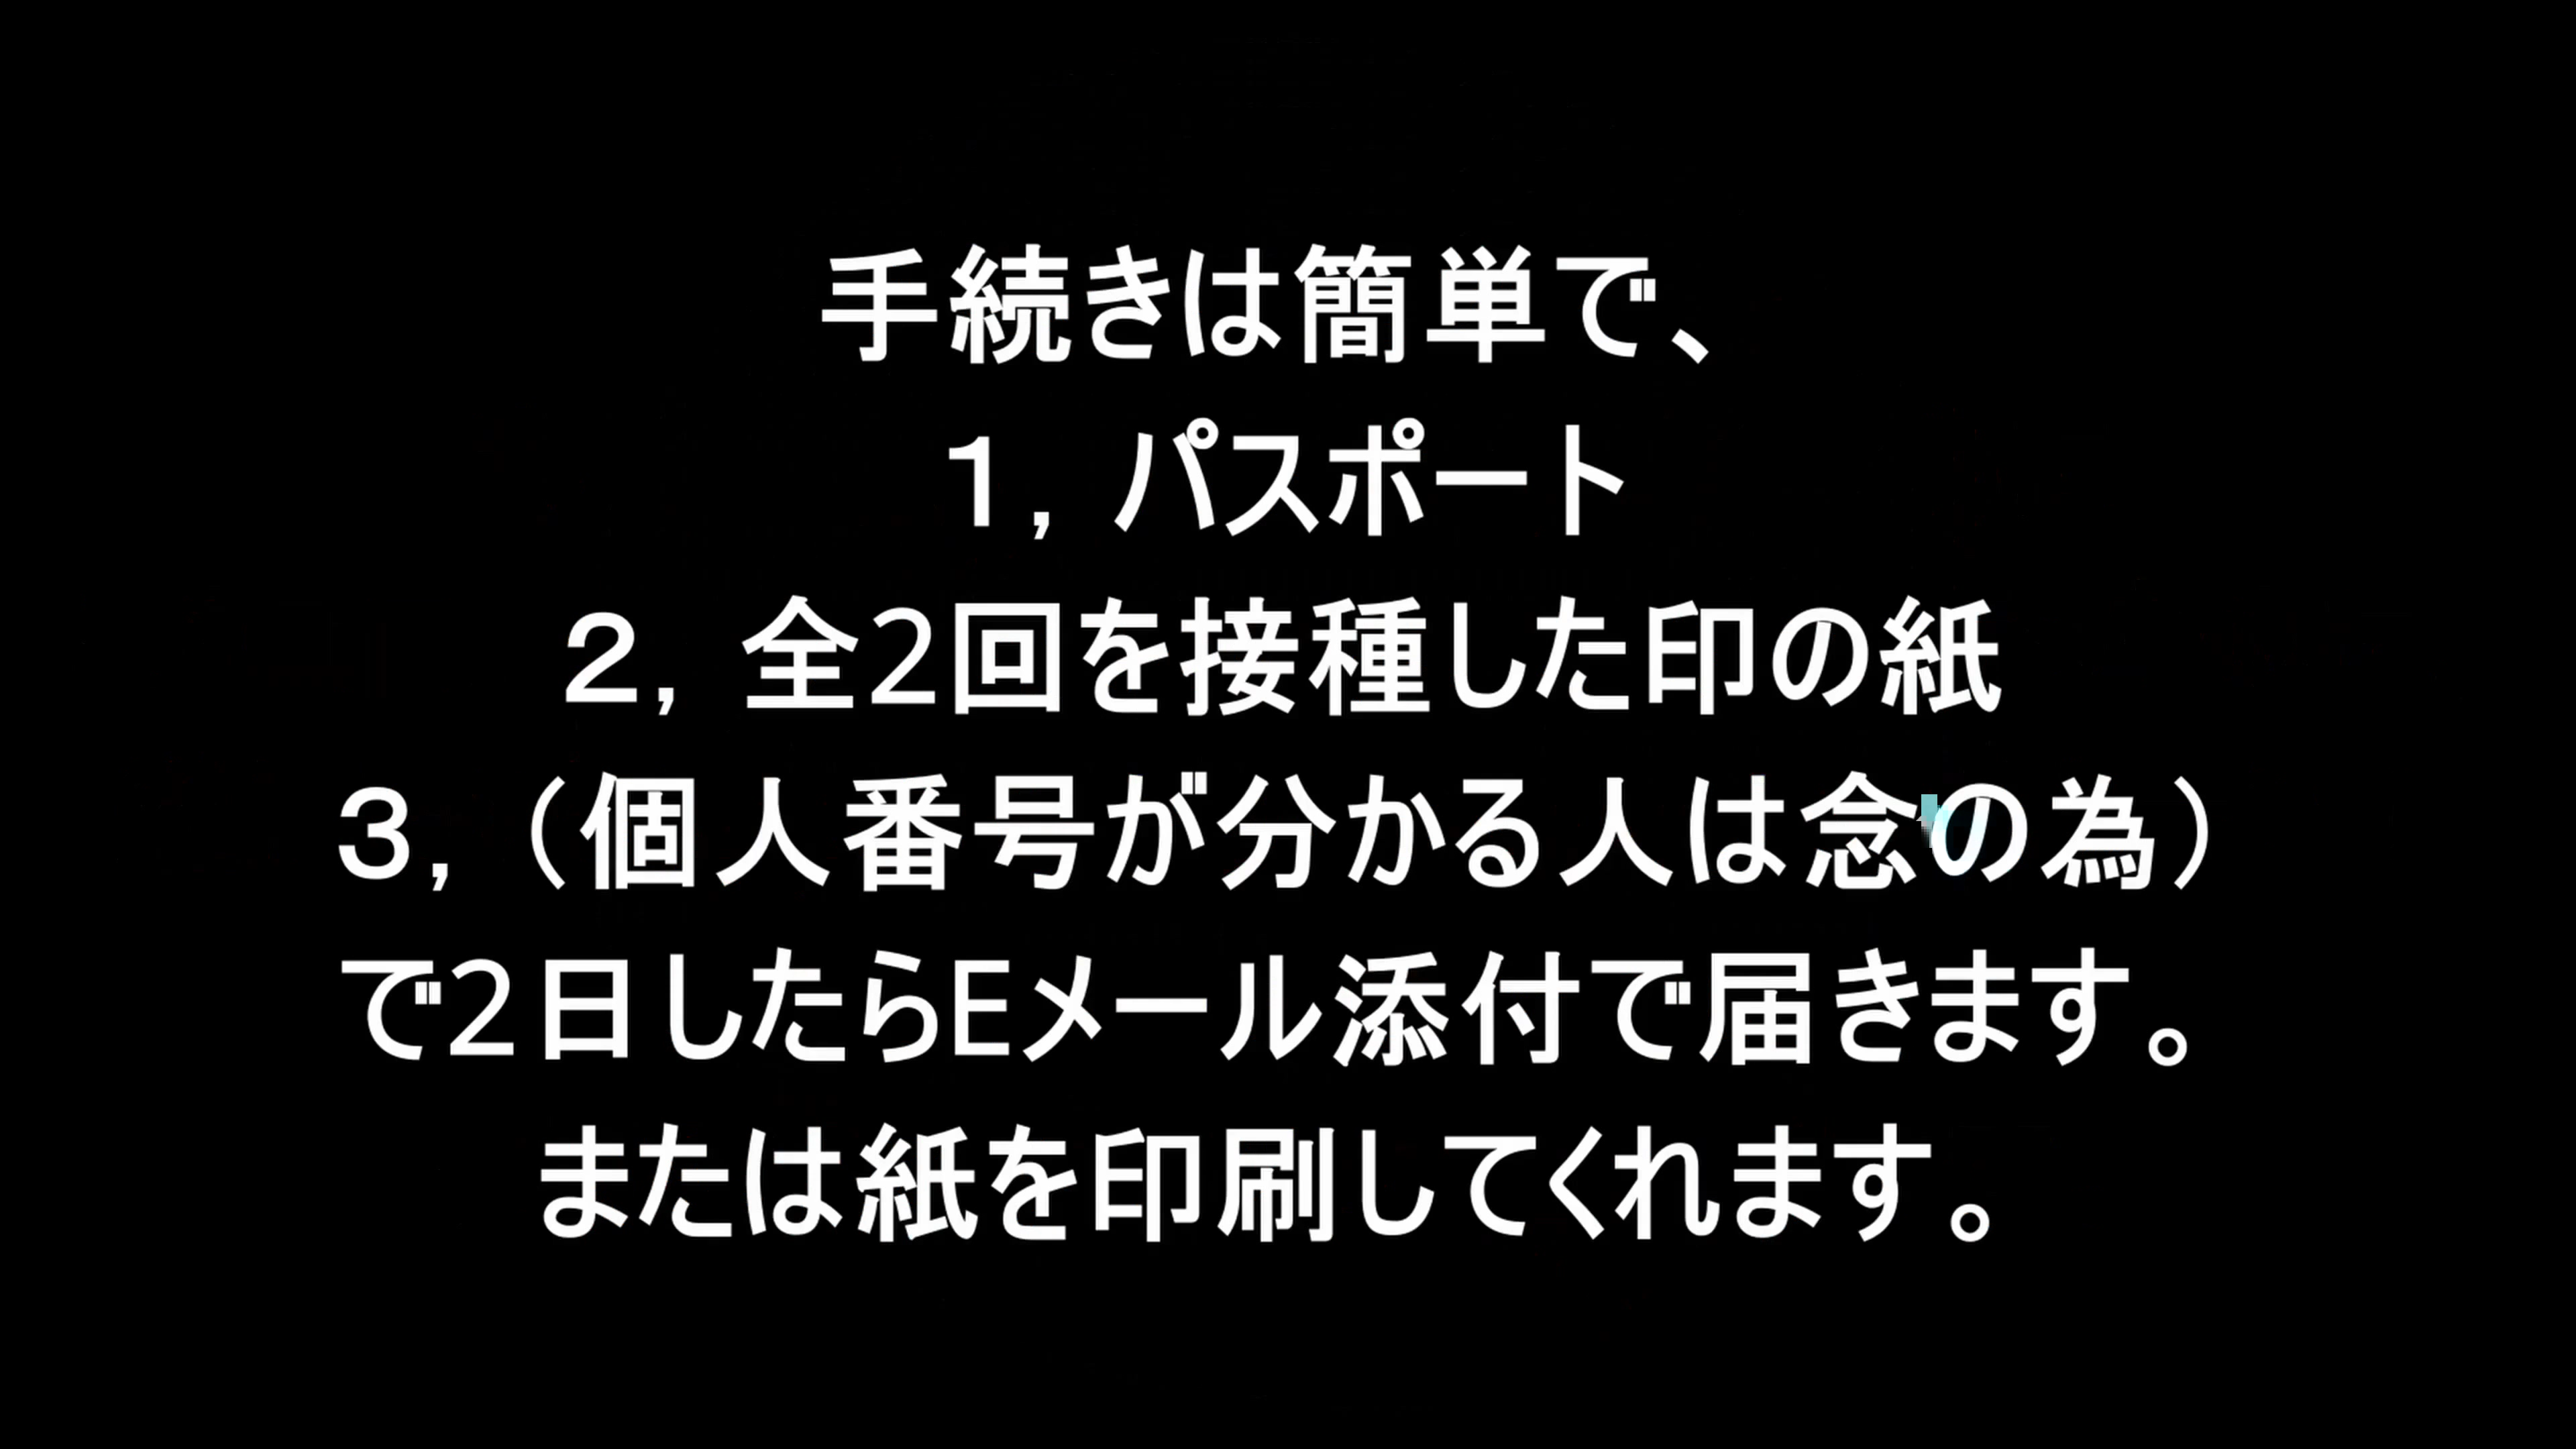 手続きは簡単で、
１，パスポート
２，全2回を接種した印の紙
３，（個人番号が分かる人は念の為）
で2日したらEメール添付で届きます。
または紙を印刷してくれます。